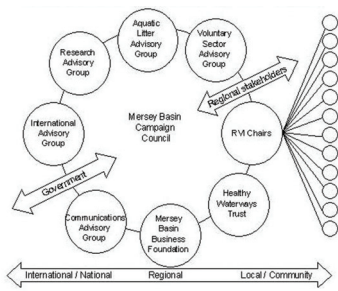 Aquatic
Litter
Advisory
Group
Voluntary
Sector
Advisory
Group
Research
Advisory
Group
Regional stakeholders
Mersey Basin
Campaign
Council
International
Advisory
Group
RVI Chairs
Government
Healthy
Waterways
Trust
Communications
Advisory
Group
Mersey
Basin
Business
Foundation
International / National Regional Local / Community